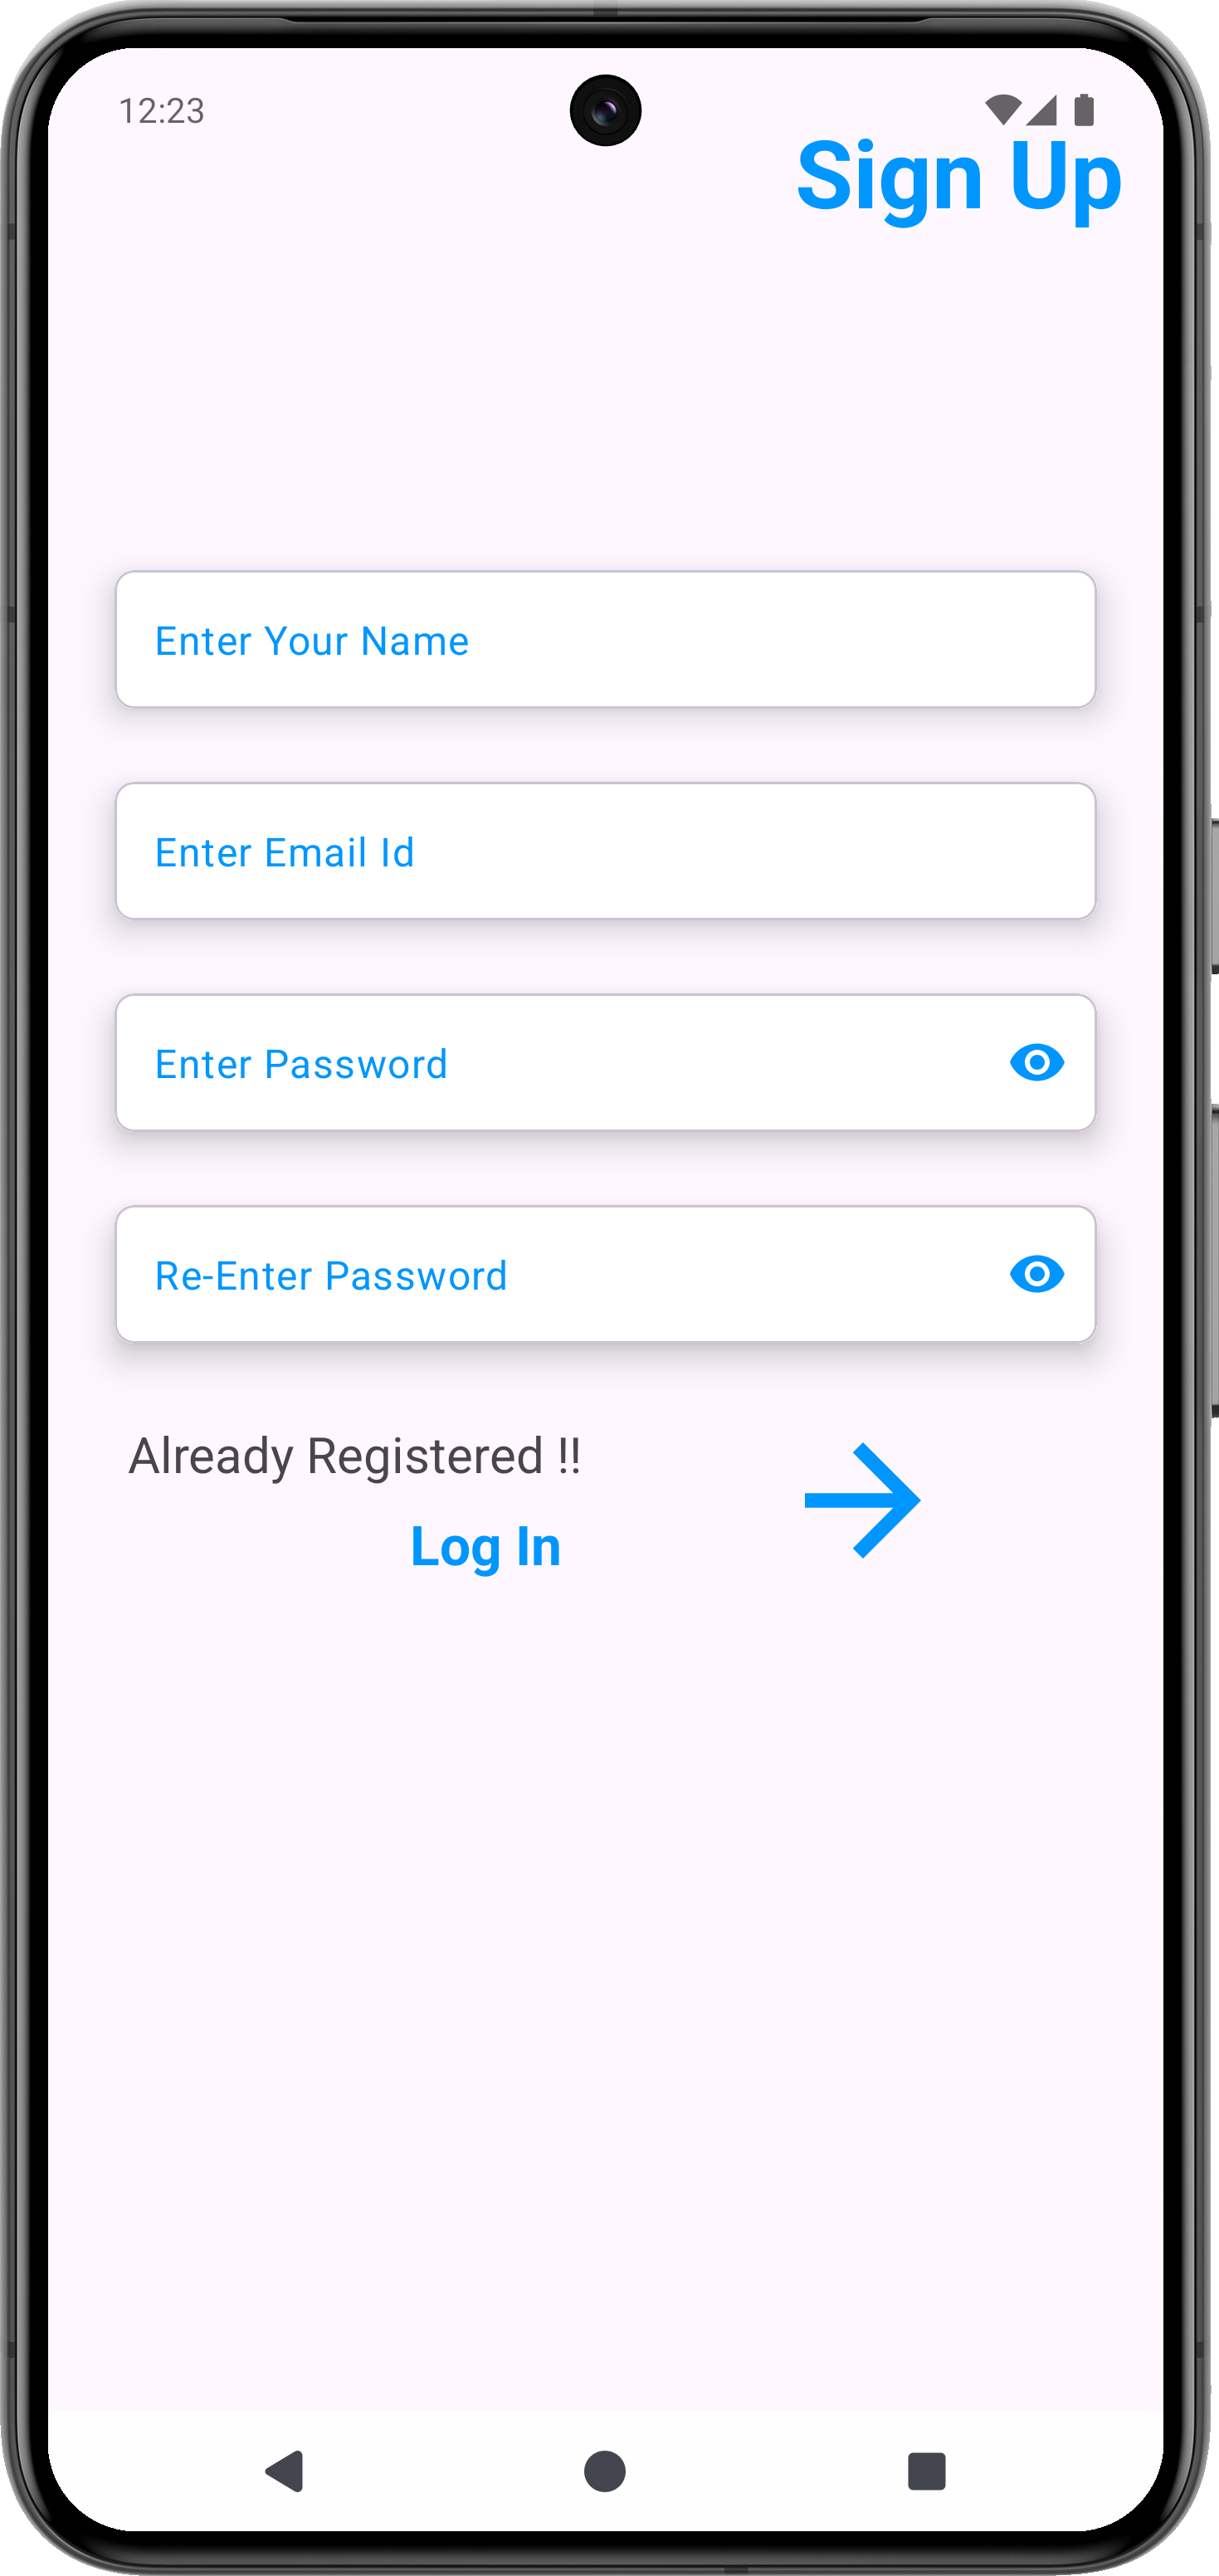 12:23
Sign Up
Enter Your Name
Enter Email Id
Enter Password
Re-Enter Password
Already Registered !!
Log In